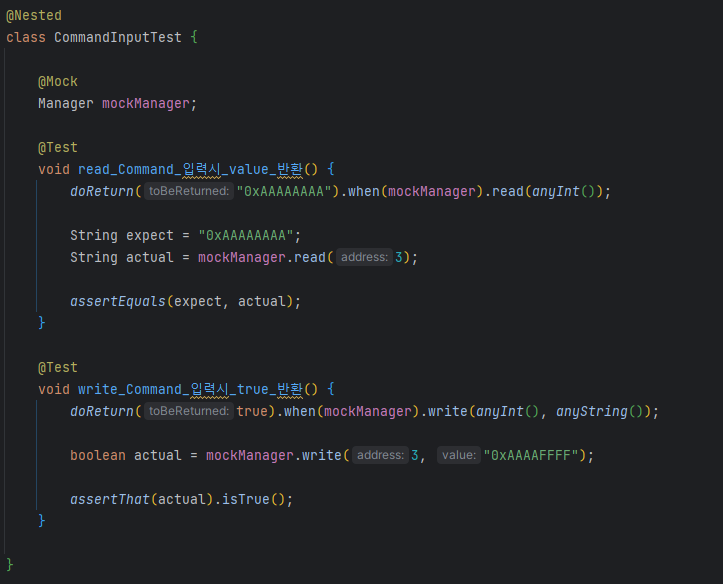 @Nested
class CommandInputTest {
@Mock
Manager mockManager;
@Test
void read_Command_입력시_value_반환() {
doReturn( toBeReturned: "0xAAAAAAAA").when(mockManager).read(anyInt());
String expect = "0xAAAAAAAA";
String actual = mockManager.read( address: 3);
assertEquals(expect, actual);
}
@Test
void write_Command_입력시_true_반환() {
doReturn( toBeReturned: true).when(mockManager).write(anyInt(), anyString());
boolean actual = mockManager.write( address: 3, value: "0xAAAAFFFF");
assertThat(actual).isTrue();
}
}